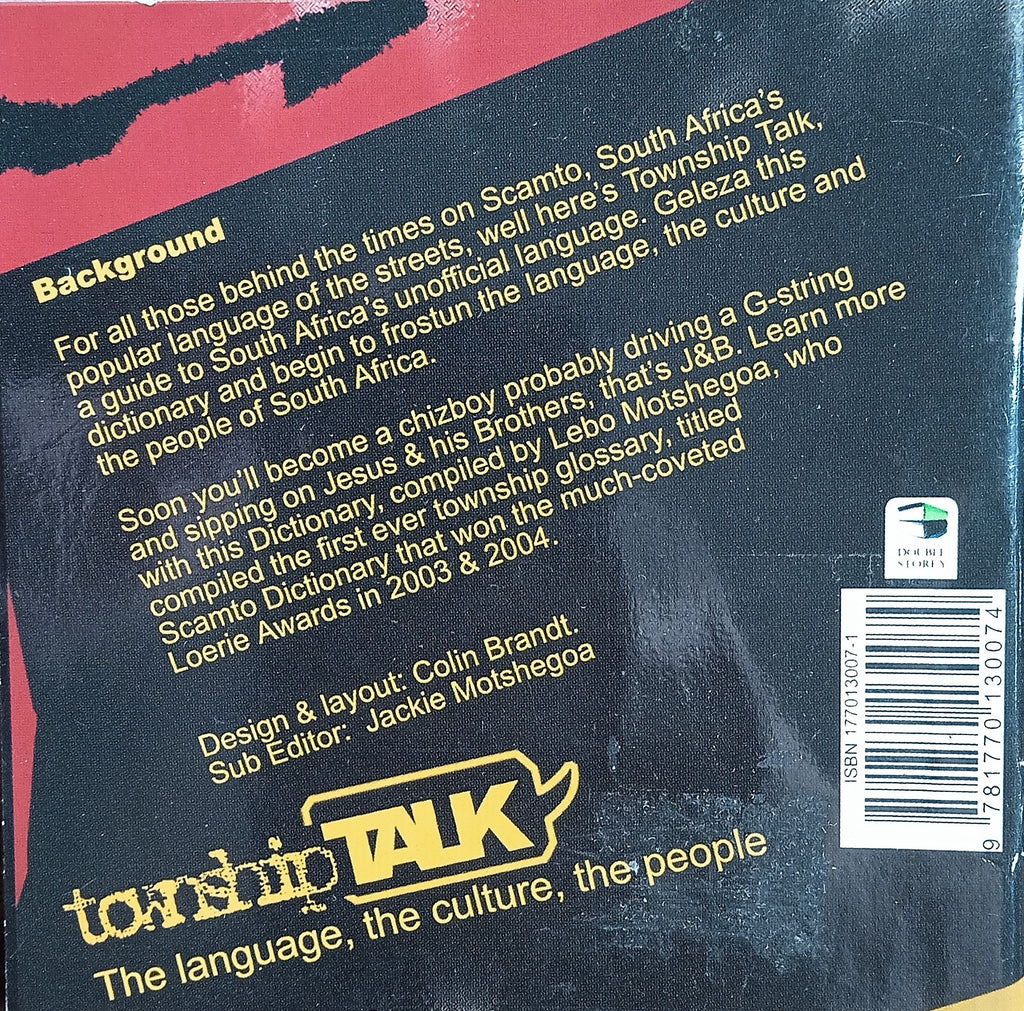 Background
For all those behind the times on Scamto, South Africa's
popular language of the streets, well here's Township Talk,
a guide to South Africa's unofficial language. Geleza this
dictionary and begin to frostun the language, the culture and
the people of South Africa.
Soon you'll become a chizboy probably driving a G-string
and sipping on Jesus & his Brothers, that's J&B. Learn more
with this Dictionary, compiled by Lebo Motshegoa, who
compiled the first ever township glossary, titled
Scamto Dictionary that won the much-coveted
Loerie Awards in 2003 & 2004.
Design & layout: Colin Brandt.
Sub Editor: Jackie Motshegoa
township TALK
The language, the culture, the people
DOUBLE
STOREY
ISBN 177013007-1
9 781770 130074